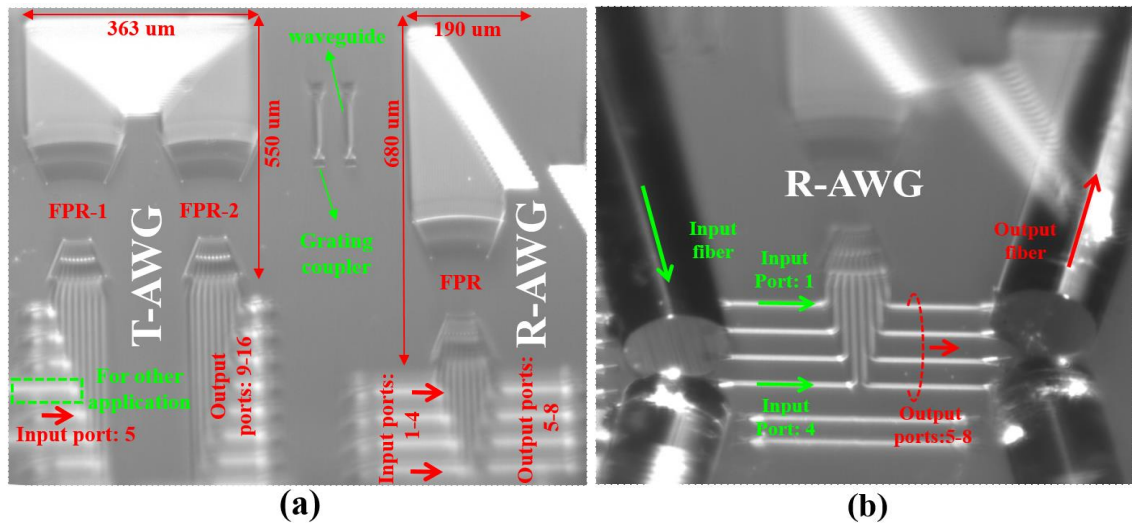 363 um
waveguide
190 um
550 um
680 um
FPR-1
FPR-2
T-AWG
Grating
coupler
FPR
R-AWG
For other
application
Input port: 5
Output
ports: 9-16
Input ports:
1-4
Output ports:
5-8
(a)
R-AWG
Input
fiber
Output
fiber
Input
Port: 1
Input
Port: 4
Output
ports:5-8
(b)